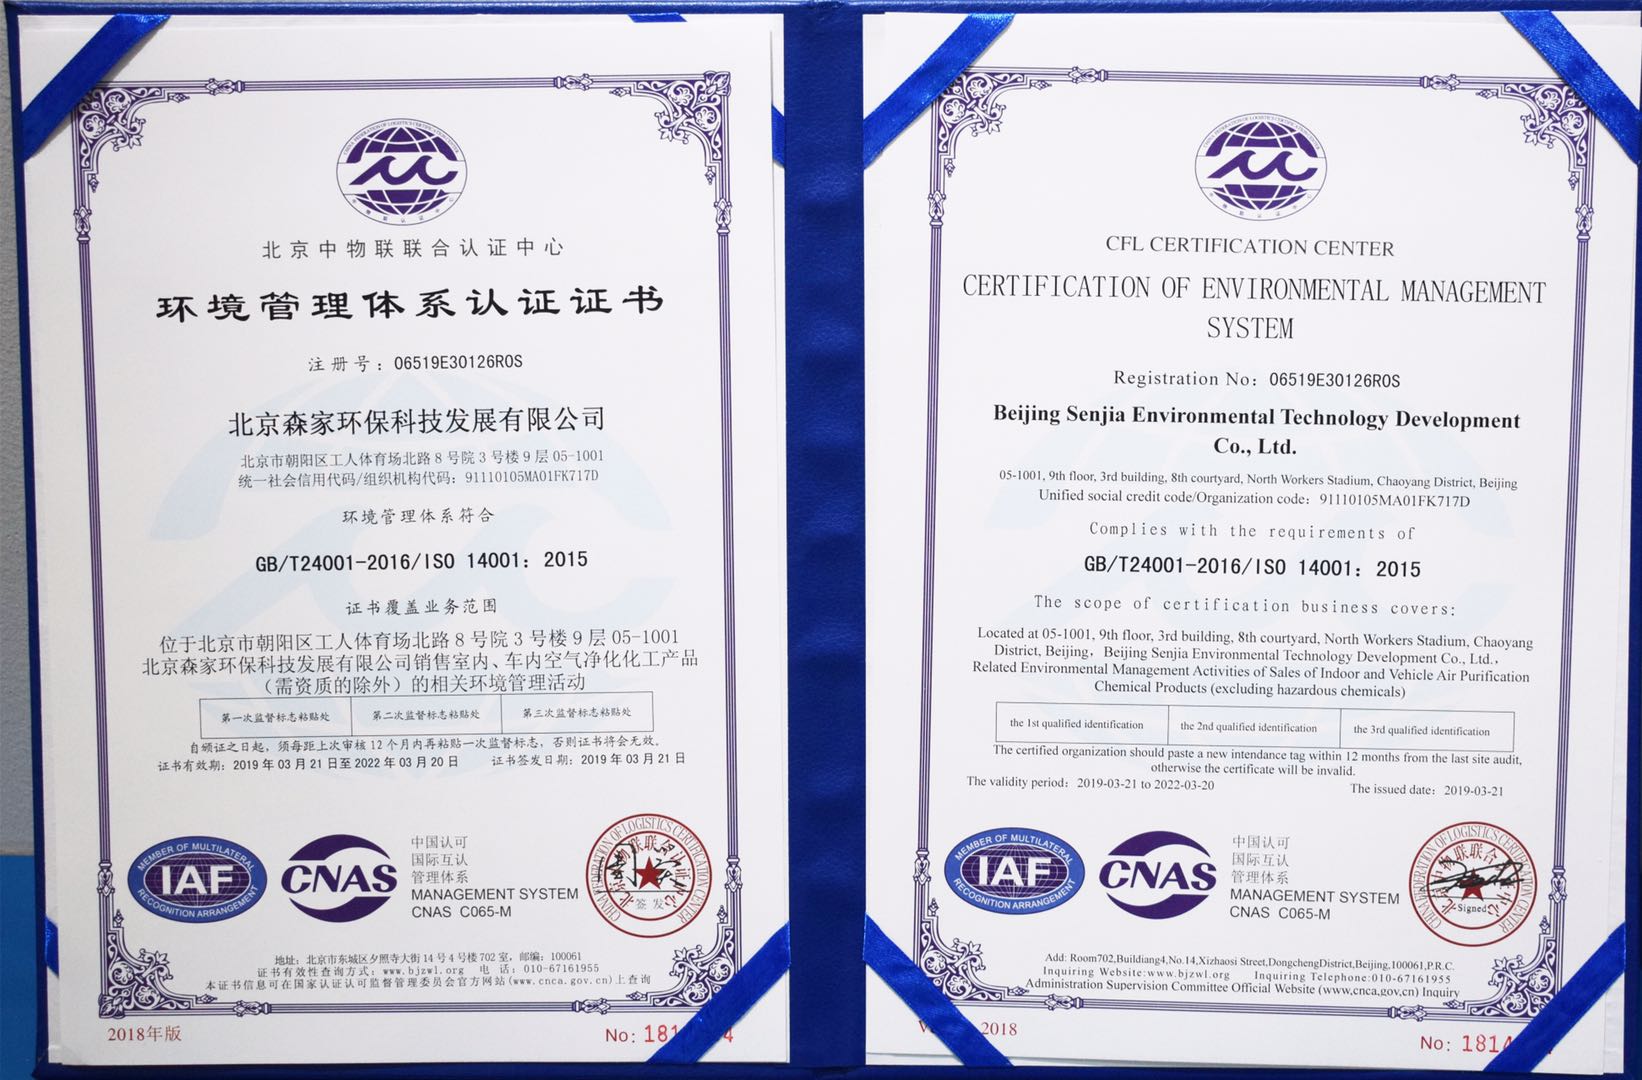 北京中物联联合认证中心
环境管理体系认证证书
注册号：06519E30126R0S
北京森家环保科技发展有限公司
北京市朝阳区工人体育场北路8号院3号楼9层05-1001
统一社会信用代码/组织机构代码：91110105MA01FK717D
环境管理体系符合
GB/T24001-2016/ISO 14001：2015
证书覆盖业务范围
位于北京市朝阳区工人体育场北路8号院3号楼9层05-1001
北京森家环保科技发展有限公司销售室内、车内空气净化化工产品
（需资质的除外）的相关环境管理活动
第一次监督标志粘贴处 第二次监督标志粘贴处 第三次监督标志粘贴处
自颁证之日起，须每距上次审核12个月内再粘贴一次监督标志，否则证书将会无效。
证书有效期：2019年03月21日至2022年03月20日 证书签发日期：2019年03月21日
MEMBER OF MULTILATERAL
IAF
RECOGNITION ARRANGEMENT
CNAS
中国认可
国际互认
管理体系
MANAGEMENT SYSTEM
CNAS C065-M
签发
地址：北京市东城区夕照寺大街14号4号楼702室，邮编：100061
证书有效性查询方式：www.bjzwl.org 电话：010-67161955
本证书信息可在国家认证认可监督管理委员会官方网站(www.cnca.gov.cn)上查询
2018年版
No:
CFL CERTIFICATION CENTER
CERTIFICATION OF ENVIRONMENTAL MANAGEMENT
SYSTEM
Registration No：06519E30126R0S
Beijing Senjia Environmental Technology Development
Co., Ltd.
05-1001, 9th floor, 3rd building, 8th courtyard, North Workers Stadium, Chaoyang District, Beijing
Unified social credit code/Organization code：91110105MA01FK717D
Complies with the requirements of
GB/T24001-2016/ISO 14001：2015
The scope of certification business covers:
Located at 05-1001, 9th floor, 3rd building, 8th courtyard, North Workers Stadium, Chaoyang
District, Beijing，Beijing Senjia Environmental Technology Development Co., Ltd.，
Related Environmental Management Activities of Sales of Indoor and Vehicle Air Purification
Chemical Products (excluding hazardous chemicals)
the 1st qualified identification the 2nd qualified identification the 3rd qualified identification
The certified organization should paste a new intendance tag within 12 months from the last site audit,
otherwise the certificate will be invalid.
The validity period：2019-03-21 to 2022-03-20 The issued date：2019-03-21
MEMBER OF MULTILATERAL
IAF
RECOGNITION ARRANGEMENT
CNAS
中国认可
国际互认
管理体系
MANAGEMENT SYSTEM
CNAS C065-M
Signed
Add: Room702,Buildiang4,No.14,Xizhaosi Street,DongchengDistrict,Beijing,100061,P.R.C.
Inquiring Website:www.bjzwl.org Inquiring Telephone:010-67161955
Administration Supervision Committee Official Website (www.cnca.gov.cn) Inquiry
2018
No: